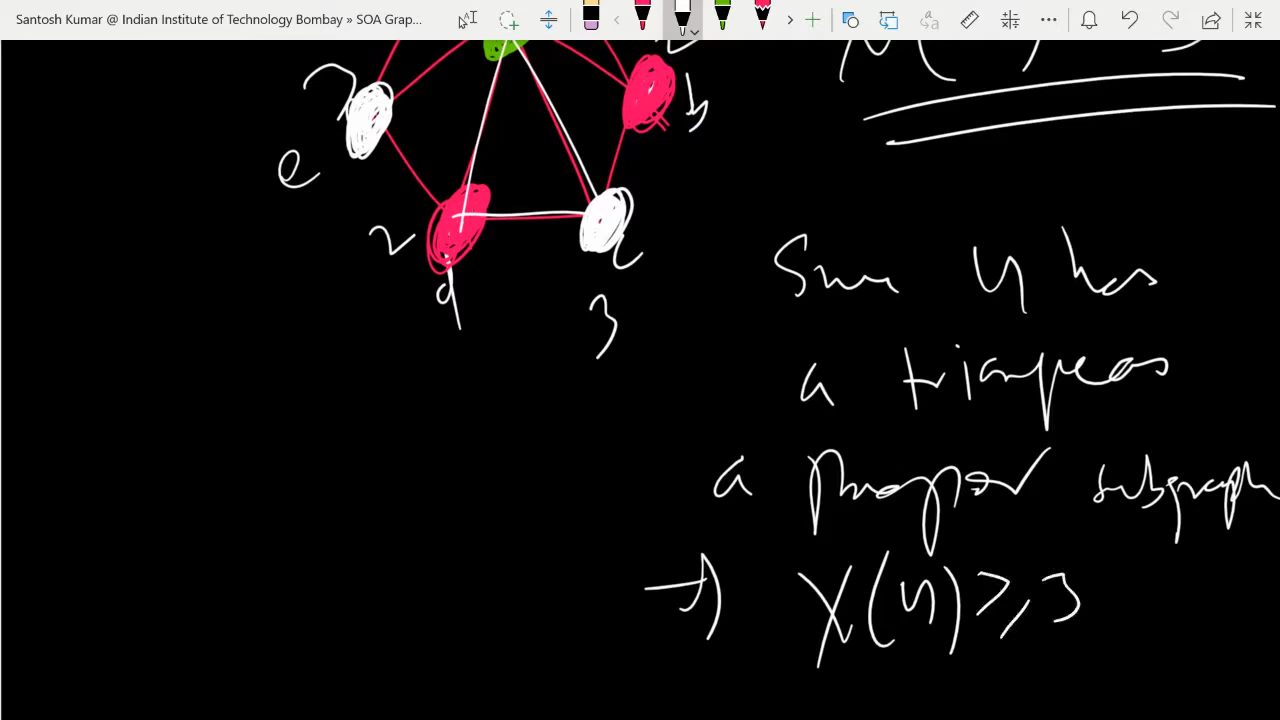 Santosh Kumar @ Indian Institute of Technology Bombay » SOA Grap...
b
e
2
d
3
Since G has
a triangle as
a proper subgraph
χ(G) ≥ 3